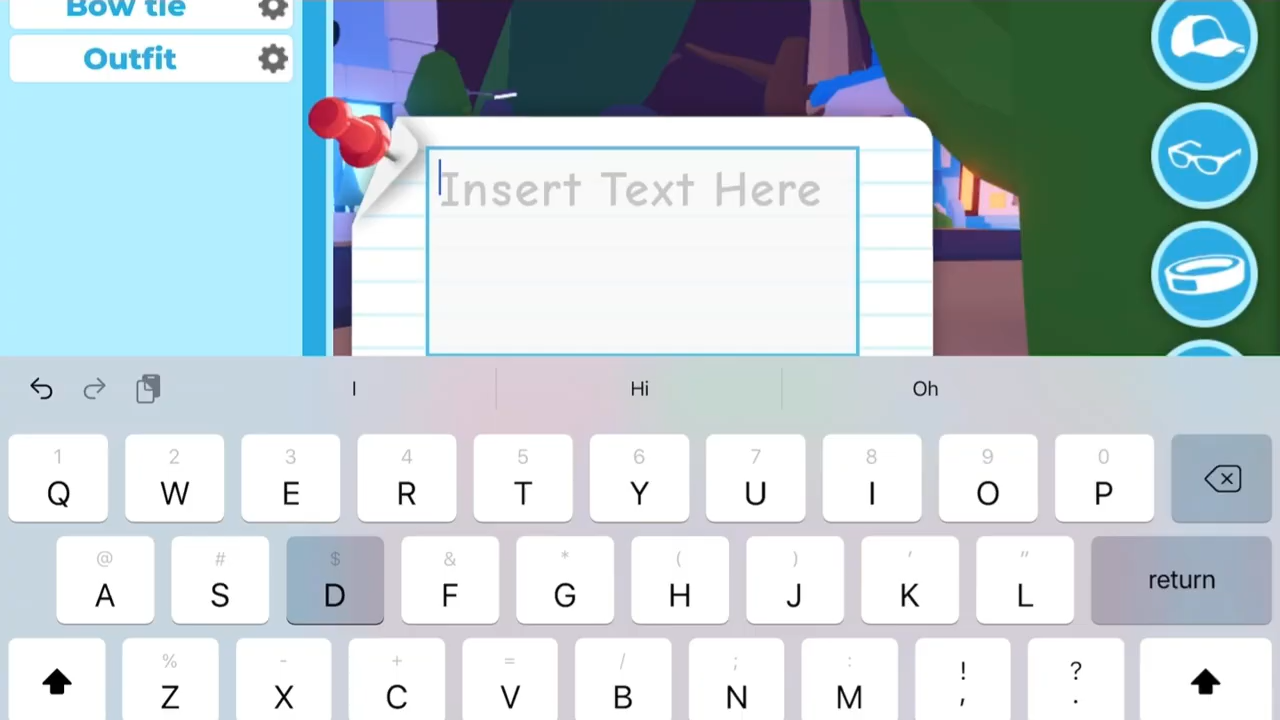 Bow tie
Outfit
Insert Text Here
I Hi Oh
1 2 3 4 5 6 7 8 9 0
Q W E R T Y U I O P
@ # $ & * ( ) ' "
A S D F G H J K L return
% - + = / ; : ! ?
Z X C V B N M , .